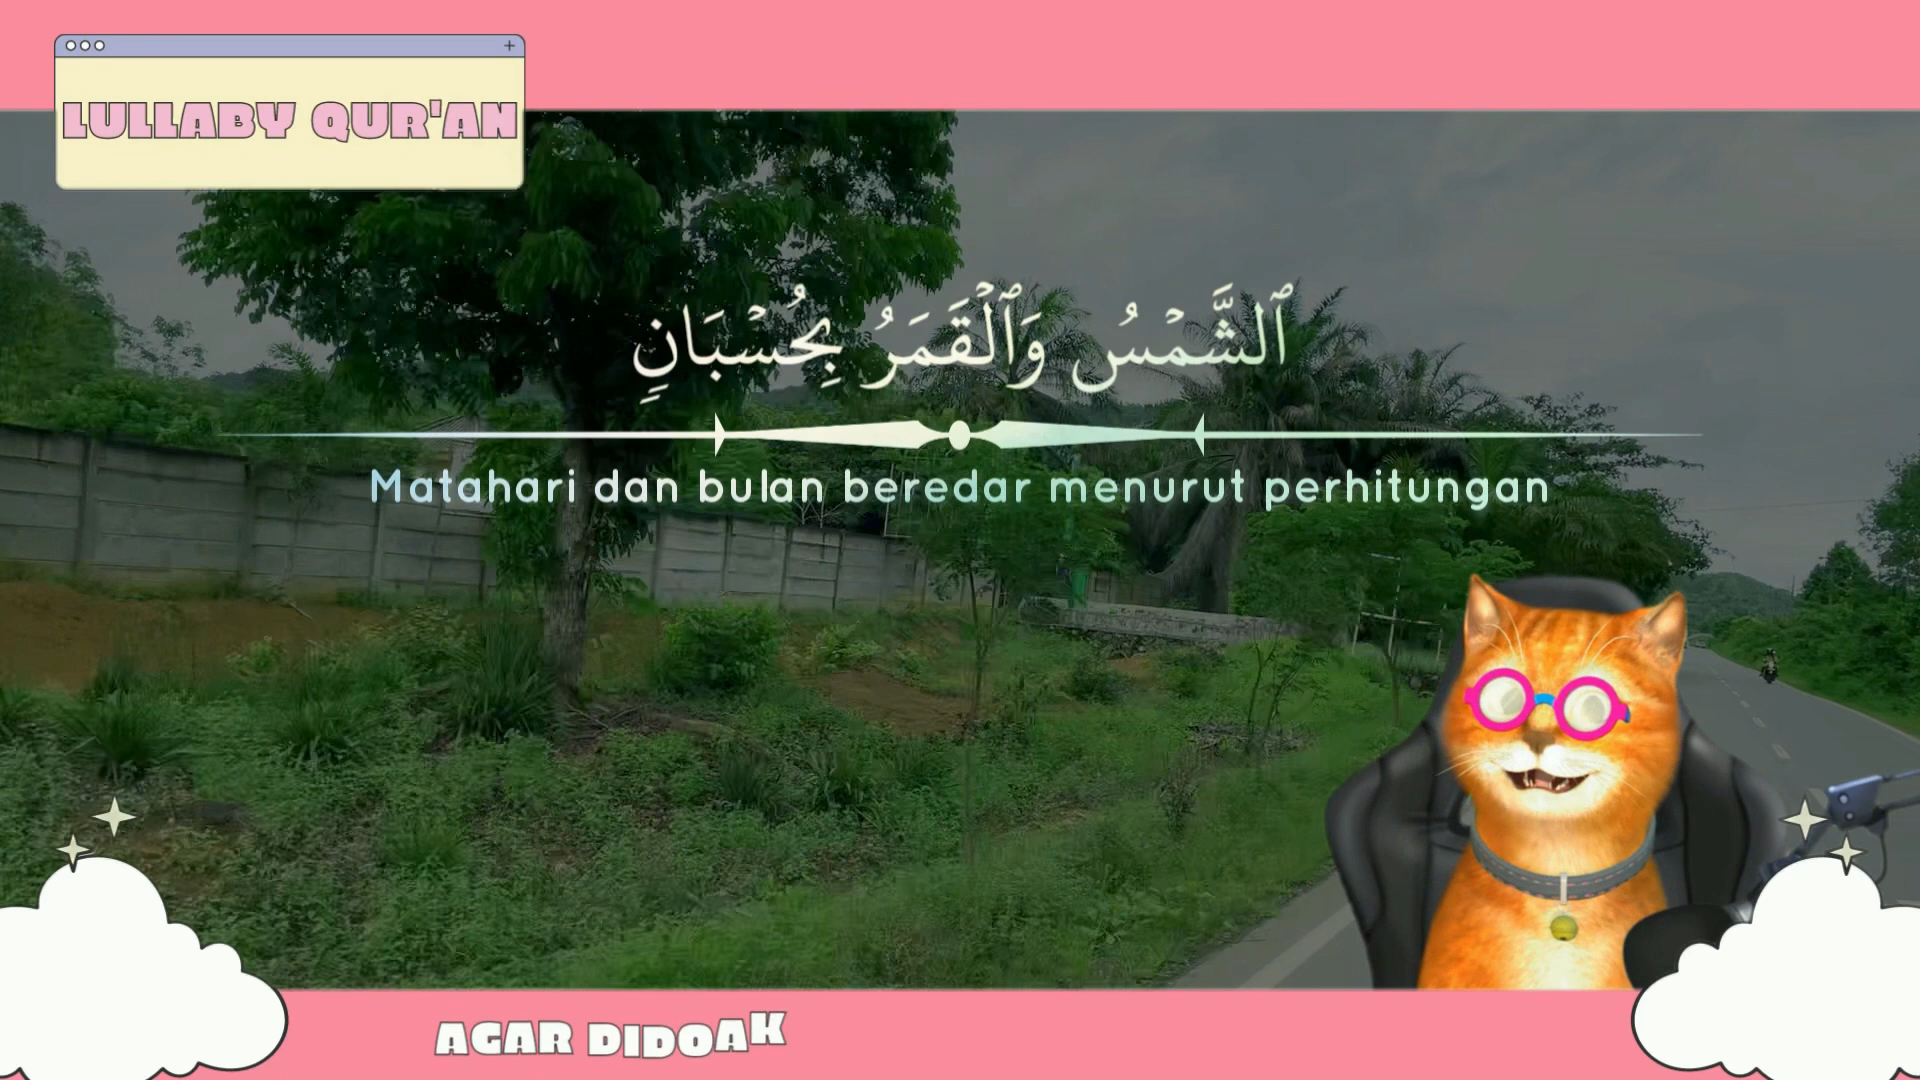 LULLABY QUR'AN
ٱلشَّمْسُ وَٱلْقَمَرُ بِحُسْبَانٍ
Matahari dan bulan beredar menurut perhitungan
AGAR DIDOAK